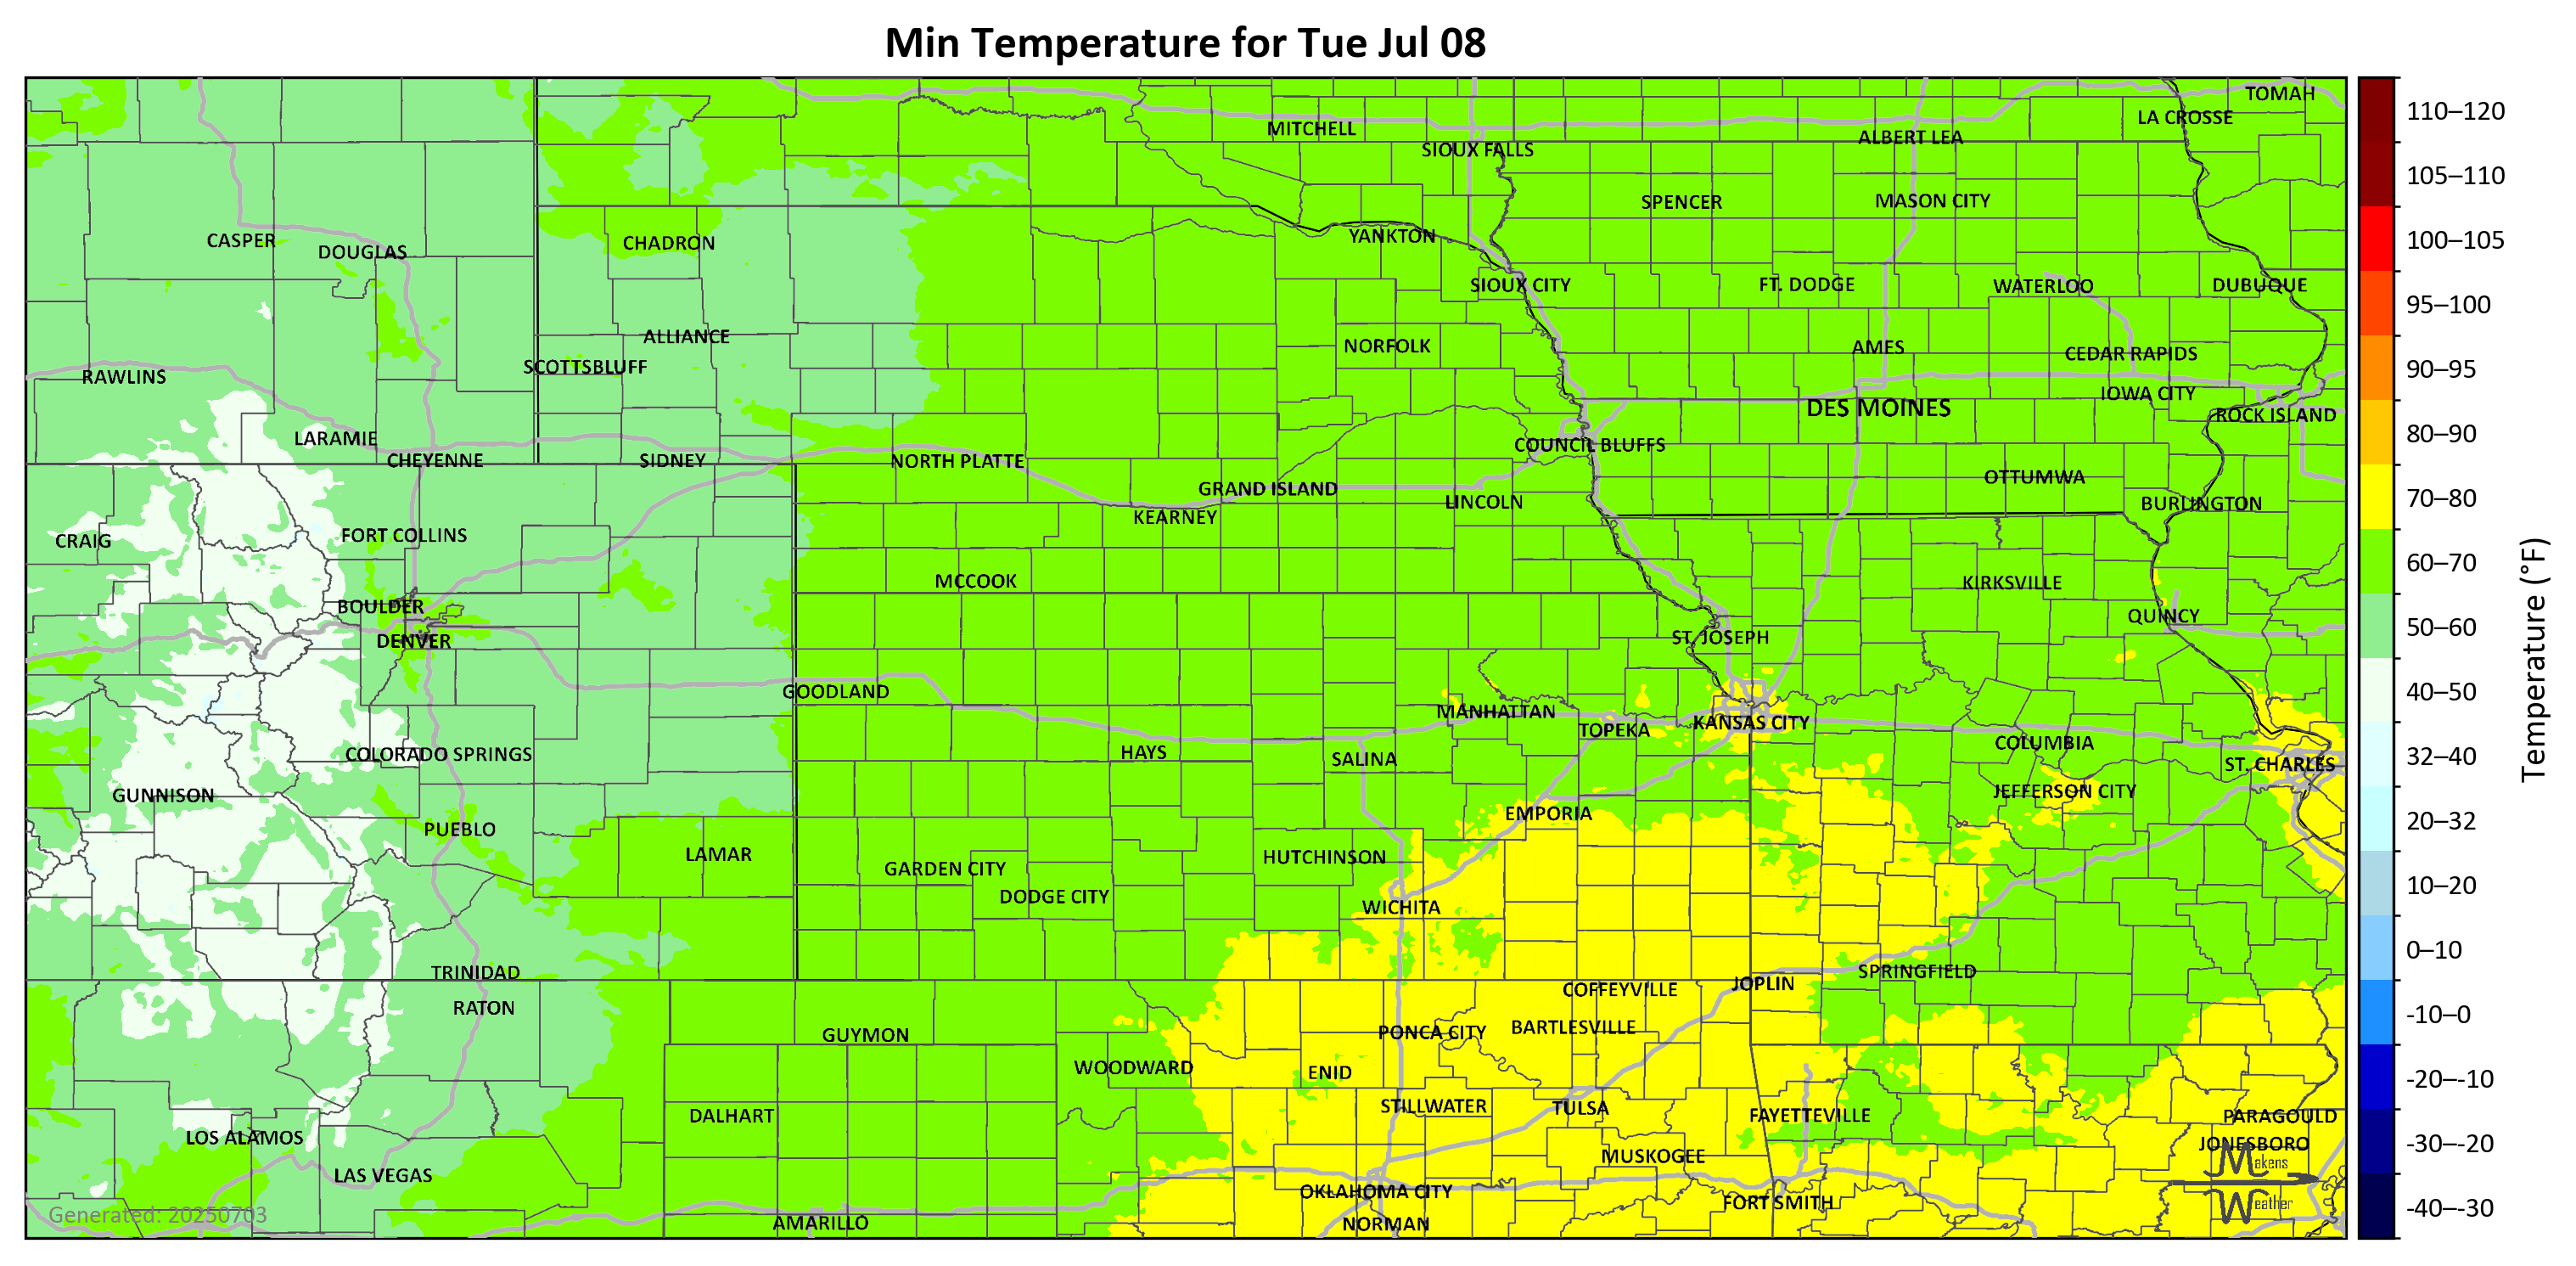 Min Temperature for Tue Jul 08
TOMAH
LA CROSSE
MITCHELL
ALBERT LEA
SIOUX FALLS
SPENCER
MASON CITY
CASPER
DOUGLAS
CHADRON
YANKTON
SIOUX CITY
FT. DODGE
WATERLOO
DUBUQUE
ALLIANCE
NORFOLK
AMES
CEDAR RAPIDS
SCOTTSBLUFF
RAWLINS
IOWA CITY
DES MOINES
ROCK ISLAND
LARAMIE
COUNCIL BLUFFS
CHEYENNE
SIDNEY
NORTH PLATTE
OTTUMWA
GRAND ISLAND
LINCOLN
BURLINGTON
KEARNEY
CRAIG
FORT COLLINS
MCCOOK
KIRKSVILLE
BOULDER
QUINCY
DENVER
ST. JOSEPH
GOODLAND
MANHATTAN
KANSAS CITY
TOPEKA
COLUMBIA
COLORADO SPRINGS
HAYS
SALINA
ST. CHARLES
GUNNISON
JEFFERSON CITY
EMPORIA
PUEBLO
LAMAR
HUTCHINSON
GARDEN CITY
DODGE CITY
WICHITA
TRINIDAD
SPRINGFIELD
JOPLIN
COFFEYVILLE
RATON
GUYMON
PONCA CITY
BARTLESVILLE
WOODWARD
ENID
STILLWATER
TULSA
DALHART
FAYETTEVILLE
PARAGOULD
LOS ALAMOS
JONESBORO
MUSKOGEE
LAS VEGAS
OKLAHOMA CITY
FORT SMITH
AMARILLO
NORMAN
Makens
Weather
Generated: 20250703
110–120
105–110
100–105
95–100
90–95
80–90
70–80
60–70
50–60
40–50
32–40
20–32
10–20
0–10
-10–0
-20–-10
-30–-20
-40–-30
Temperature (°F)